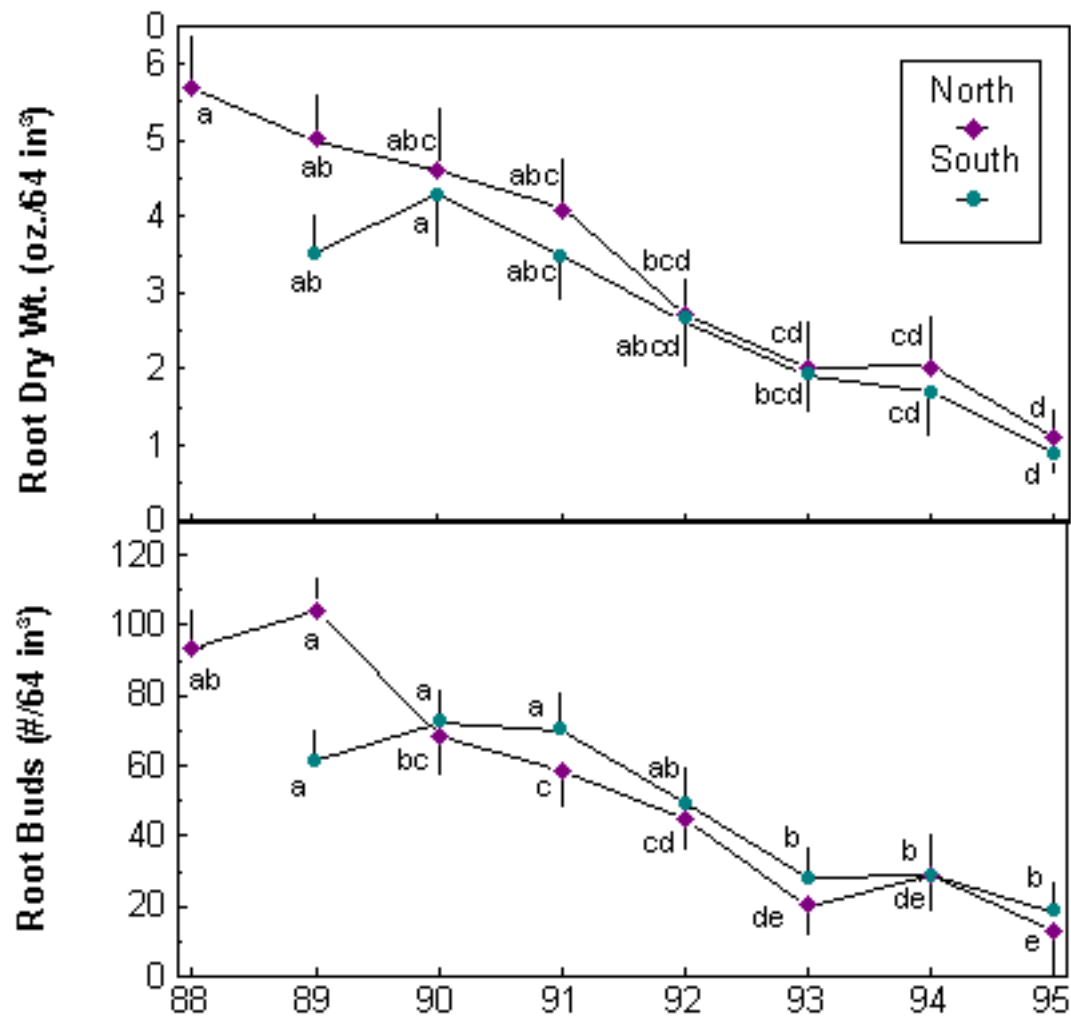 Root Dry Wt. (oz./64 in³)
0
6
5
4
3
2
1
0
a
ab
abc
abc
bcd
cd
cd
d
ab
a
abc
abcd
bcd
cd
d
North
South
Root Buds (#/64 in³)
120
100
80
60
40
20
0
ab
a
a
a
ab
b
b
b
a
bc
c
cd
de
de
e
88 89 90 91 92 93 94 95